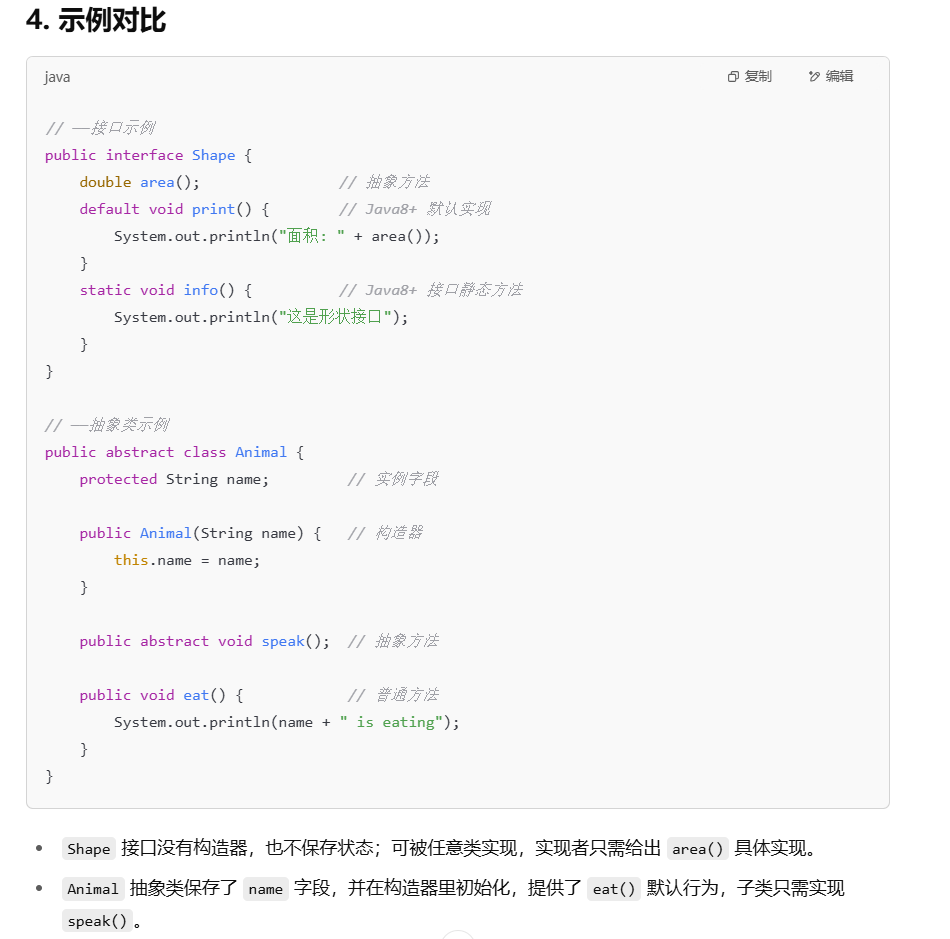 4. 示例对比
java 复制 编辑
// ——接口示例
public interface Shape {
    double area();                // 抽象方法
    default void print() {        // Java8+ 默认实现
        System.out.println("面积: " + area());
    }
    static void info() {          // Java8+ 接口静态方法
        System.out.println("这是形状接口");
    }
}

// ——抽象类示例
public abstract class Animal {
    protected String name;         // 实例字段

    public Animal(String name) {   // 构造器
        this.name = name;
    }

    public abstract void speak();  // 抽象方法

    public void eat() {            // 普通方法
        System.out.println(name + " is eating");
    }
}
• Shape 接口没有构造器，也不保存状态；可被任意类实现，实现者只需给出 area() 具体实现。
• Animal 抽象类保存了 name 字段，并在构造器里初始化，提供了 eat() 默认行为，子类只需实现
speak() 。